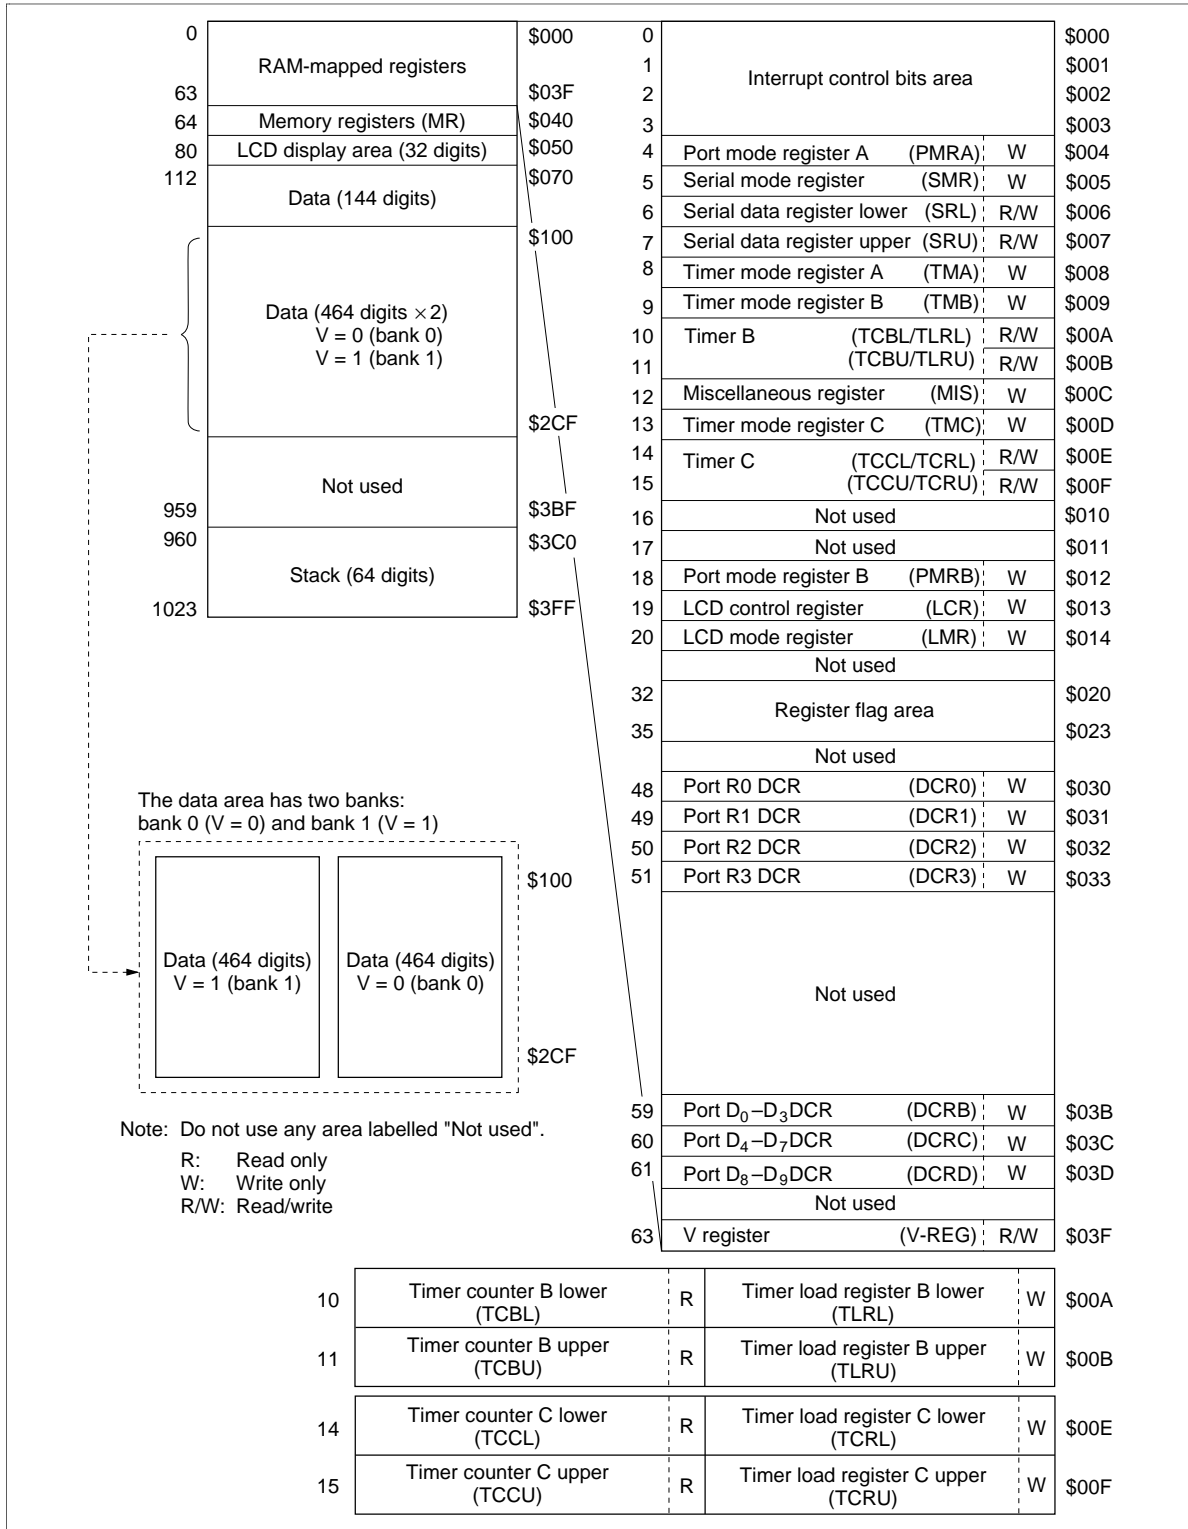 0 $000
RAM-mapped registers
63 $03F
64 Memory registers (MR) $040
80 LCD display area (32 digits) $050
112 $070
Data (144 digits)
$100
Data (464 digits × 2)
V = 0 (bank 0)
V = 1 (bank 1)
$2CF
Not used
959 $3BF
960 $3C0
Stack (64 digits)
1023 $3FF
The data area has two banks:
bank 0 (V = 0) and bank 1 (V = 1)
$100
Data (464 digits) Data (464 digits)
V = 1 (bank 1) V = 0 (bank 0)
$2CF
Note: Do not use any area labelled "Not used".
R: Read only
W: Write only
R/W: Read/write
0 $000
1 $001
Interrupt control bits area
2 $002
3 $003
4 Port mode register A (PMRA) W $004
5 Serial mode register (SMR) W $005
6 Serial data register lower (SRL) R/W $006
7 Serial data register upper (SRU) R/W $007
8 Timer mode register A (TMA) W $008
9 Timer mode register B (TMB) W $009
10 Timer B (TCBL/TLRL) R/W $00A
11 (TCBU/TLRU) R/W $00B
12 Miscellaneous register (MIS) W $00C
13 Timer mode register C (TMC) W $00D
14 Timer C (TCCL/TCRL) R/W $00E
15 (TCCU/TCRU) R/W $00F
16 Not used $010
17 Not used $011
18 Port mode register B (PMRB) W $012
19 LCD control register (LCR) W $013
20 LCD mode register (LMR) W $014
Not used
32 $020
Register flag area
35 $023
Not used
48 Port R0 DCR (DCR0) W $030
49 Port R1 DCR (DCR1) W $031
50 Port R2 DCR (DCR2) W $032
51 Port R3 DCR (DCR3) W $033
Not used
59 Port D0–D3DCR (DCRB) W $03B
60 Port D4–D7DCR (DCRC) W $03C
61 Port D8–D9DCR (DCRD) W $03D
Not used
63 V register (V-REG) R/W $03F
10 Timer counter B lower R Timer load register B lower W $00A
(TCBL) (TLRL)
11 Timer counter B upper R Timer load register B upper W $00B
(TCBU) (TLRU)
14 Timer counter C lower R Timer load register C lower W $00E
(TCCL) (TCRL)
15 Timer counter C upper R Timer load register C upper W $00F
(TCCU) (TCRU)